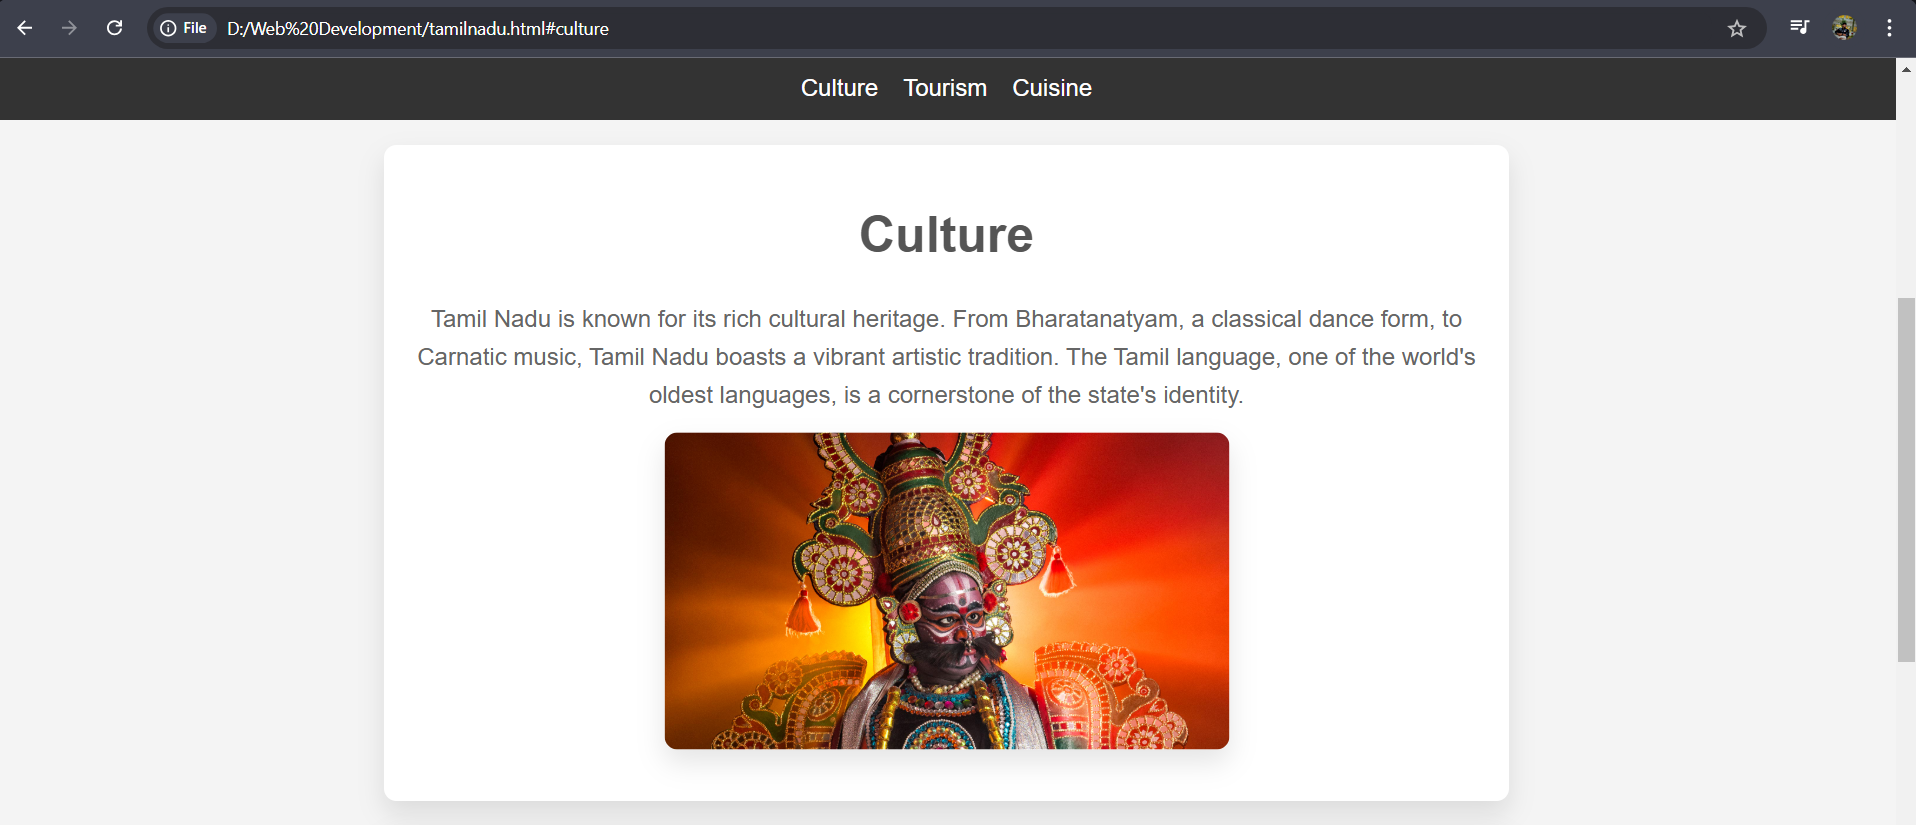 File D:/Web%20Development/tamilnadu.html#culture
Culture Tourism Cuisine
Culture
Tamil Nadu is known for its rich cultural heritage. From Bharatanatyam, a classical dance form, to
Carnatic music, Tamil Nadu boasts a vibrant artistic tradition. The Tamil language, one of the world's
oldest languages, is a cornerstone of the state's identity.